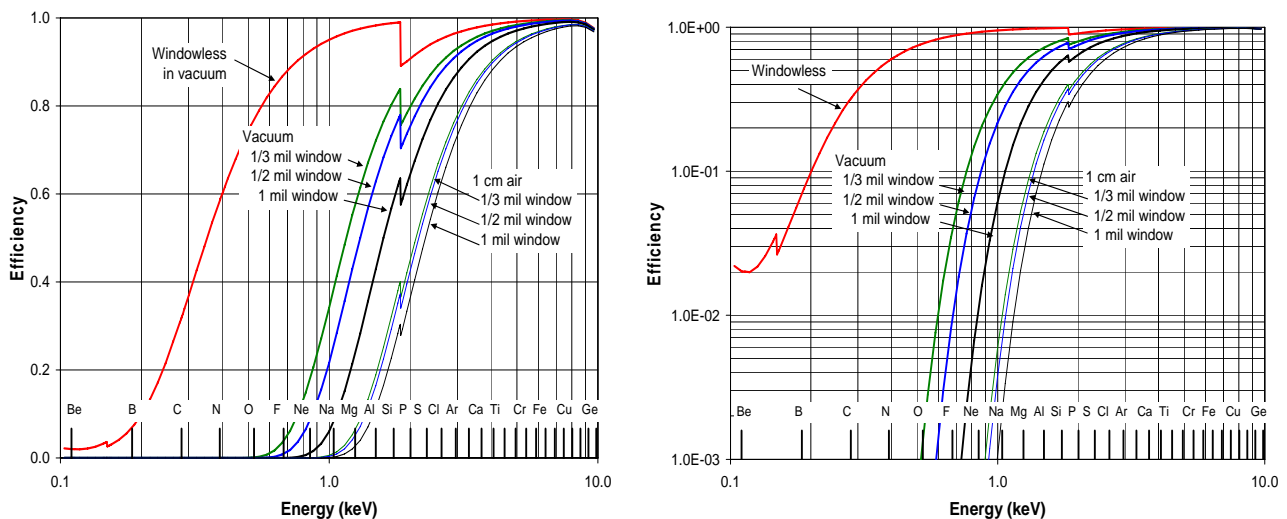 1.0
0.8
0.6
0.4
0.2
0.0
Efficiency
Windowless
in vacuum
Vacuum
1/3 mil window
1/2 mil window
1 mil window
1 cm air
1/3 mil window
1/2 mil window
1 mil window
Be B C N O F Ne Na Mg Al Si P S Cl Ar Ca Ti Cr Fe Cu Ge
0.1 1.0 10.0
Energy (keV)
1.0E+00
1.0E-01
1.0E-02
1.0E-03
Efficiency
Windowless
Vacuum
1/3 mil window
1/2 mil window
1 mil window
1 cm air
1/3 mil window
1/2 mil window
1 mil window
Be B C N O F Ne Na Mg Al Si P S Cl Ar Ca Ti Cr Fe Cu Ge
0.1 1.0 10.0
Energy (keV)